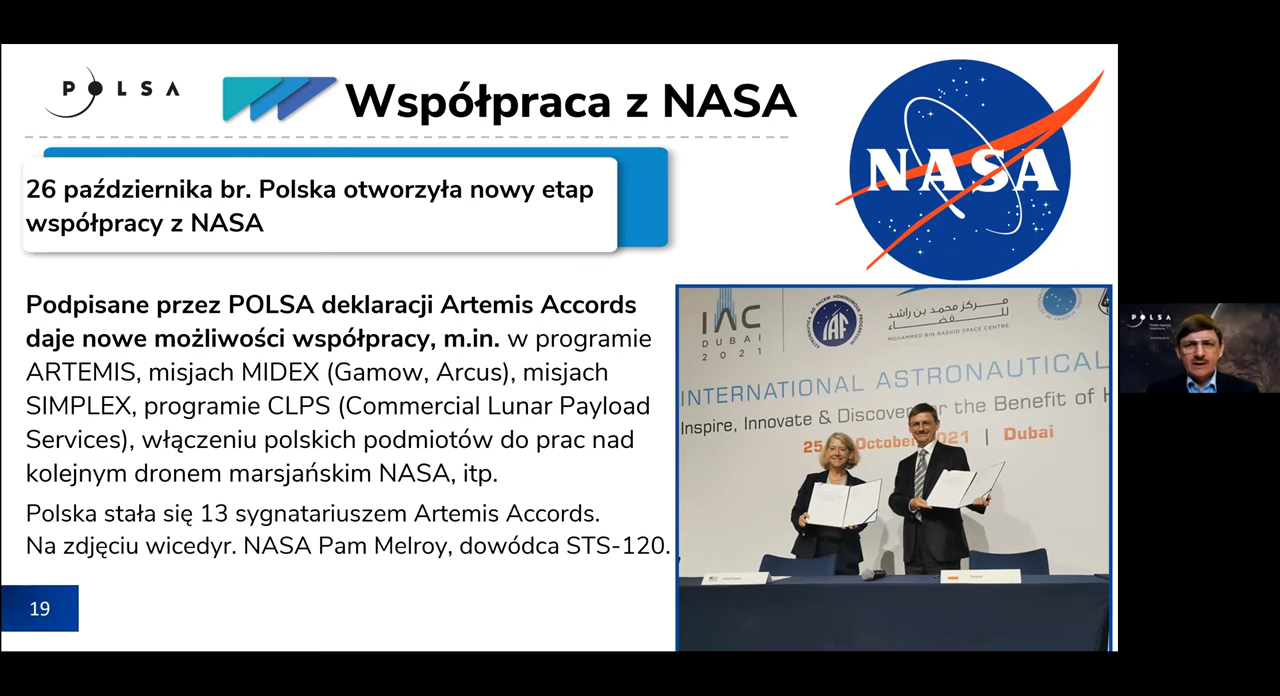 POLSA
Współpraca z NASA
NASA
26 października br. Polska otworzyła nowy etap
współpracy z NASA
Podpisane przez POLSA deklaracji Artemis Accords
daje nowe możliwości współpracy, m.in. w programie
ARTEMIS, misjach MIDEX (Gamow, Arcus), misjach
SIMPLEX, programie CLPS (Commercial Lunar Payload
Services), włączeniu polskich podmiotów do prac nad
kolejnym dronem marsjańskim NASA, itp.
Polska stała się 13 sygnatariuszem Artemis Accords.
Na zdjęciu wicedyr. NASA Pam Melroy, dowódca STS-120.
19
IAC
DUBAI
2021
IAF
مركز محمد بن راشد
للفضاء
MOHAMMED BIN RASHID SPACE CENTRE
INTERNATIONAL ASTRONAUTICAL
Inspire, Innovate & Discover for the Benefit of H
25 October 2021 | Dubai
Poland
POLSA